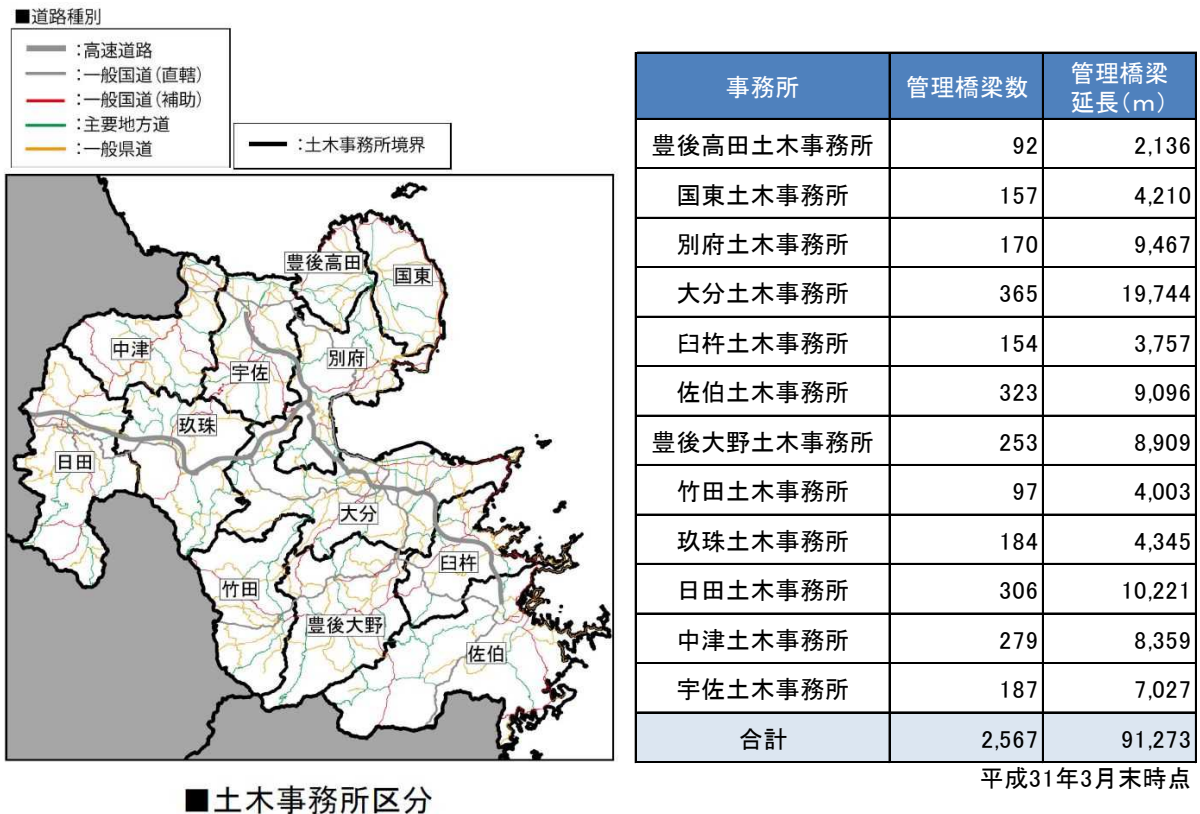 ■道路種別
:高速道路
:一般国道(直轄)
:一般国道(補助)
:主要地方道
:一般県道
:土木事務所境界
豊後高田
国東
中津
宇佐
別府
玖珠
日田
大分
臼杵
竹田
豊後大野
佐伯
■土木事務所区分
事務所 管理橋梁数 管理橋梁
延長(m)
豊後高田土木事務所 92 2,136
国東土木事務所 157 4,210
別府土木事務所 170 9,467
大分土木事務所 365 19,744
臼杵土木事務所 154 3,757
佐伯土木事務所 323 9,096
豊後大野土木事務所 253 8,909
竹田土木事務所 97 4,003
玖珠土木事務所 184 4,345
日田土木事務所 306 10,221
中津土木事務所 279 8,359
宇佐土木事務所 187 7,027
合計 2,567 91,273
平成31年3月末時点